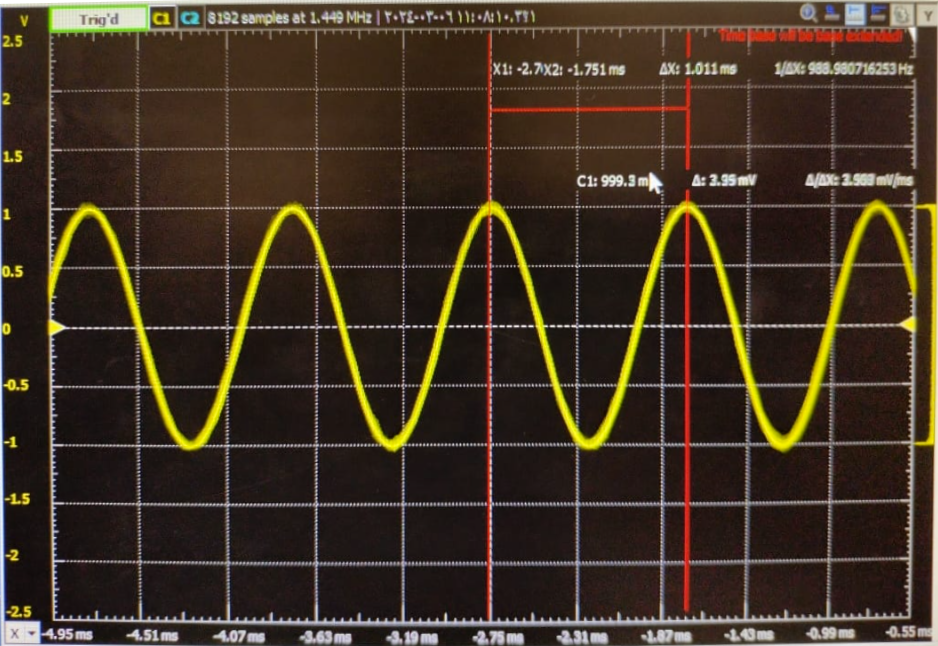 V Trig'd C1 C2 8192 samples at 1.449 MHz | ٢٠٢٤-٠٣-٠٦ ١١:٠٨:١٠.٣٩١ Y
Time base will be base extended!
X1: -2.7 X2: -1.751 ms ΔX: 1.011 ms 1/ΔX: 988.980716253 Hz
C1: 999.3 m Δ: 3.95 mV Δ/ΔX: mV/ms
2.5
2
1.5
1
0.5
0
-0.5
-1
-1.5
-2
-2.5
X -4.95 ms -4.51 ms -4.07 ms -3.63 ms -3.19 ms -2.75 ms -2.31 ms -1.87 ms -1.43 ms -0.99 ms -0.55 ms